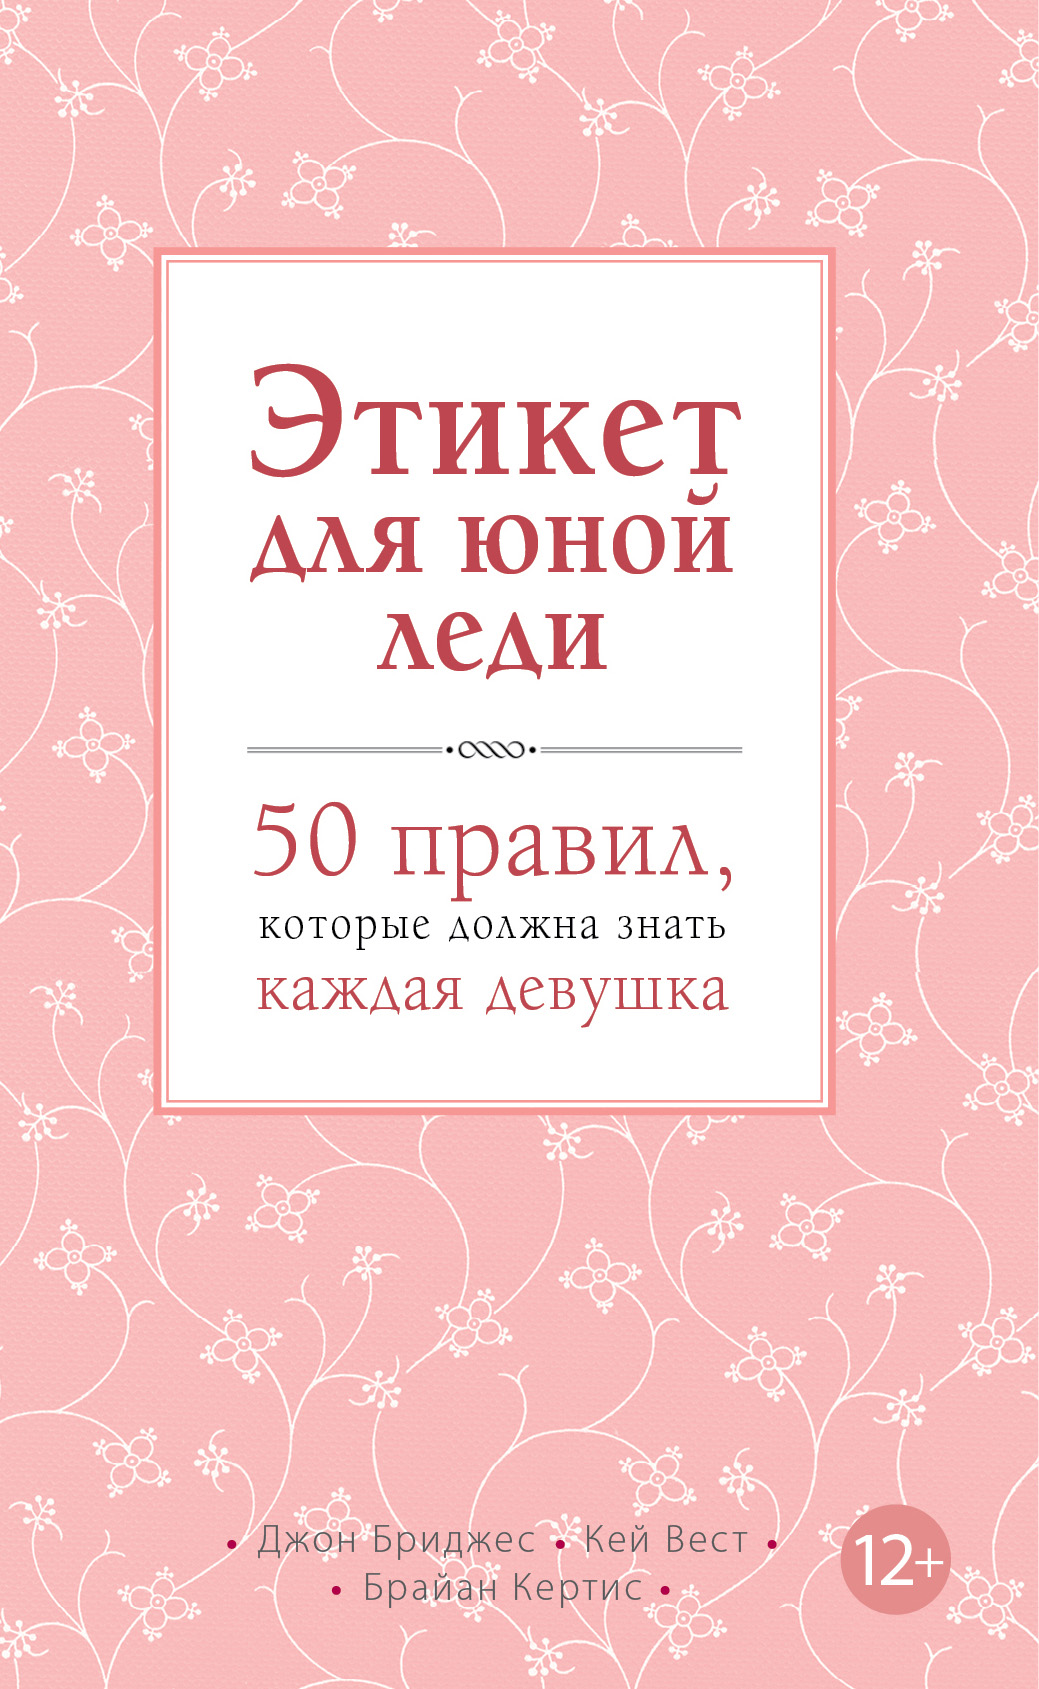 Этикет
для юной
леди
50 правил,
которые должна знать
каждая девушка
• Джон Бриджес • Кей Вест •
• Брайан Кертис •
12+